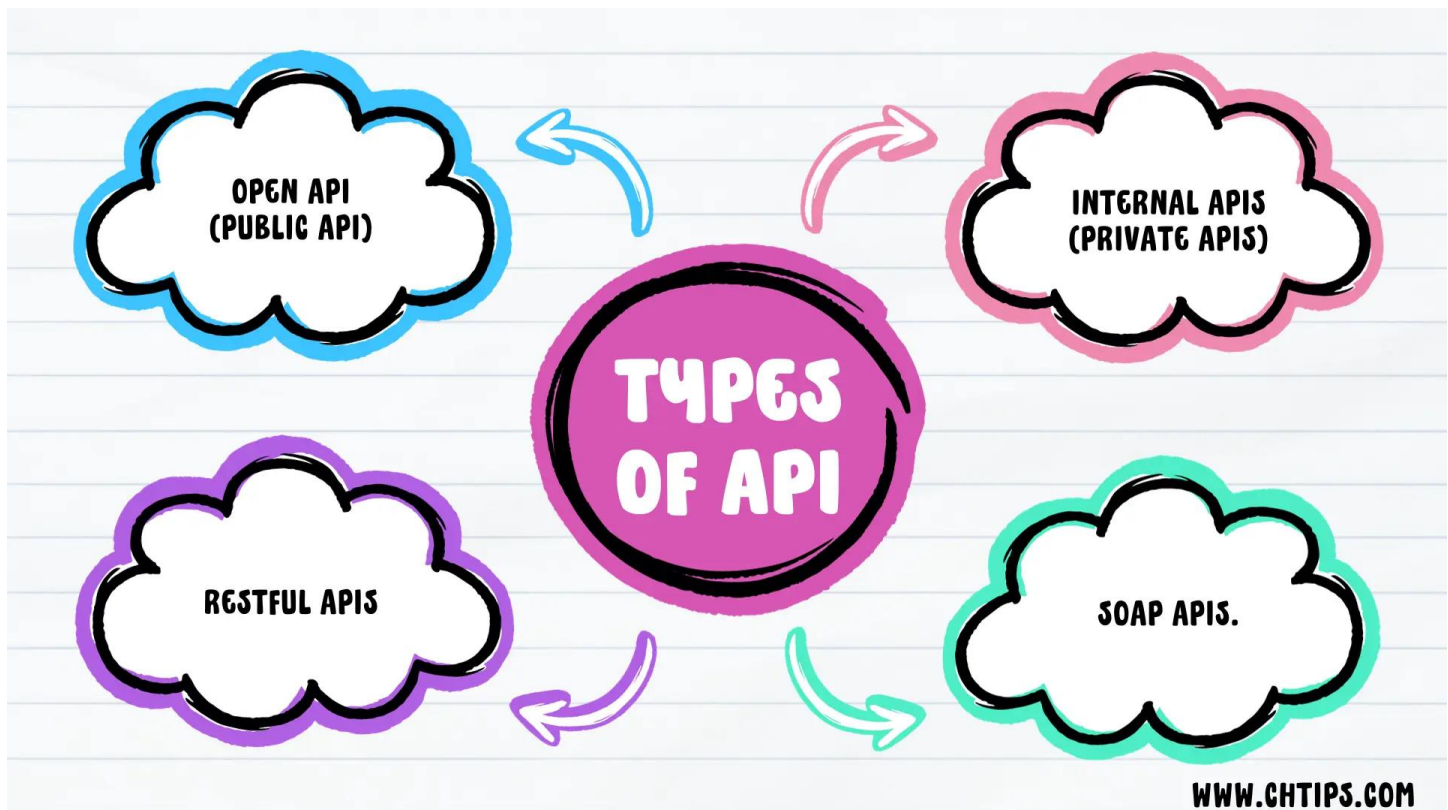 OPEN API
(PUBLIC API)
INTERNAL APIS
(PRIVATE APIS)
TYPES
OF API
RESTFUL APIS
SOAP APIS.
WWW.CHTIPS.COM